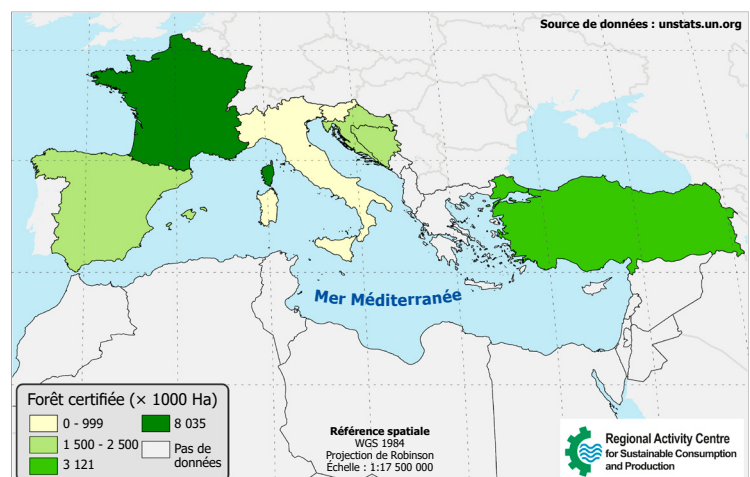 Source de données : unstats.un.org
Mer Méditerranée
Forêt certifiée (× 1000 Ha)
0 - 999
8 035
1 500 - 2 500
Pas de
données
3 121
Référence spatiale
WGS 1984
Projection de Robinson
Échelle : 1:17 500 000
Regional Activity Centre
for Sustainable Consumption
and Production